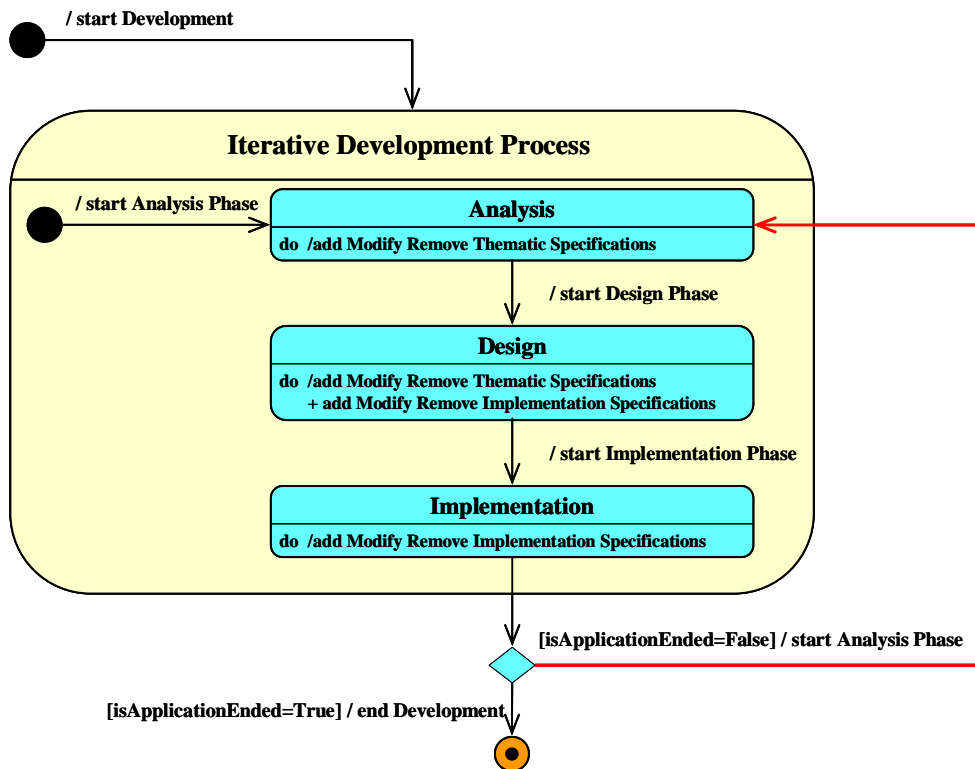 / start Development
Iterative Development Process
/ start Analysis Phase
Analysis
do /add Modify Remove Thematic Specifications
/ start Design Phase
Design
do /add Modify Remove Thematic Specifications
+ add Modify Remove Implementation Specifications
/ start Implementation Phase
Implementation
do /add Modify Remove Implementation Specifications
[isApplicationEnded=False] / start Analysis Phase
[isApplicationEnded=True] / end Development